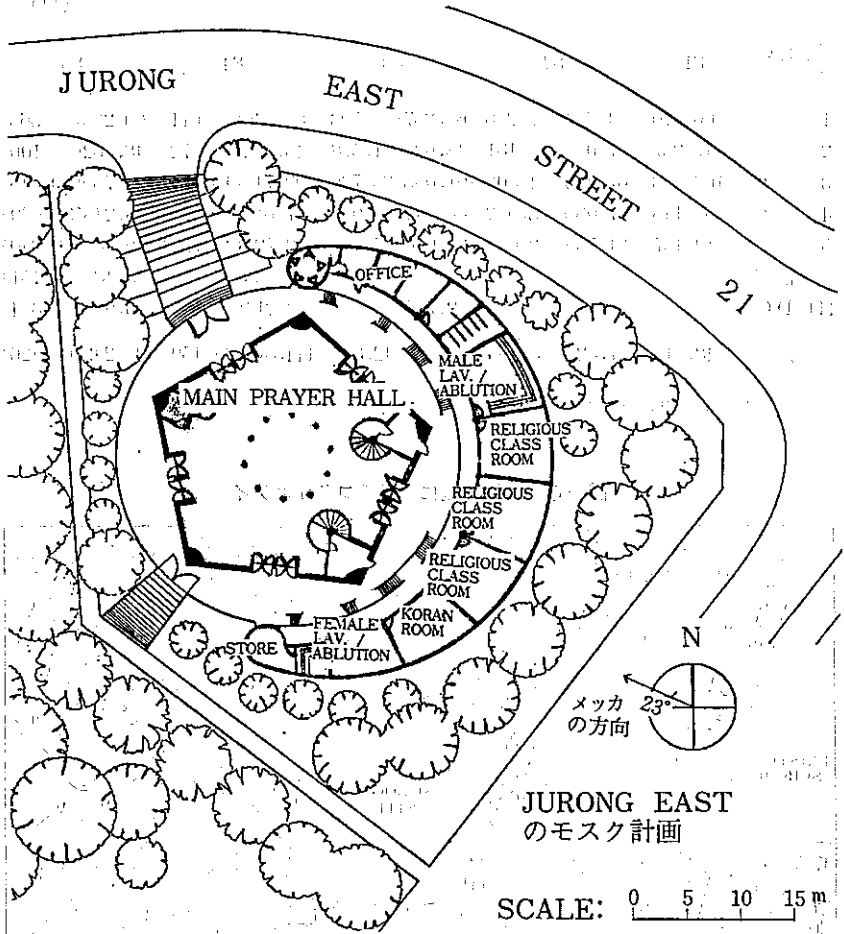 JURONG
EAST
STREET
21
OFFICE
MALE
LAV. /
ABLUTION
MAIN PRAYER HALL
RELIGIOUS
CLASS
ROOM
RELIGIOUS
CLASS
ROOM
RELIGIOUS
CLASS
ROOM
KORAN
ROOM
FEMALE
LAV. /
ABLUTION
STORE
N
メッカ 23°
の方向
JURONG EAST
のモスク計画
SCALE: 0 5 10 15 m